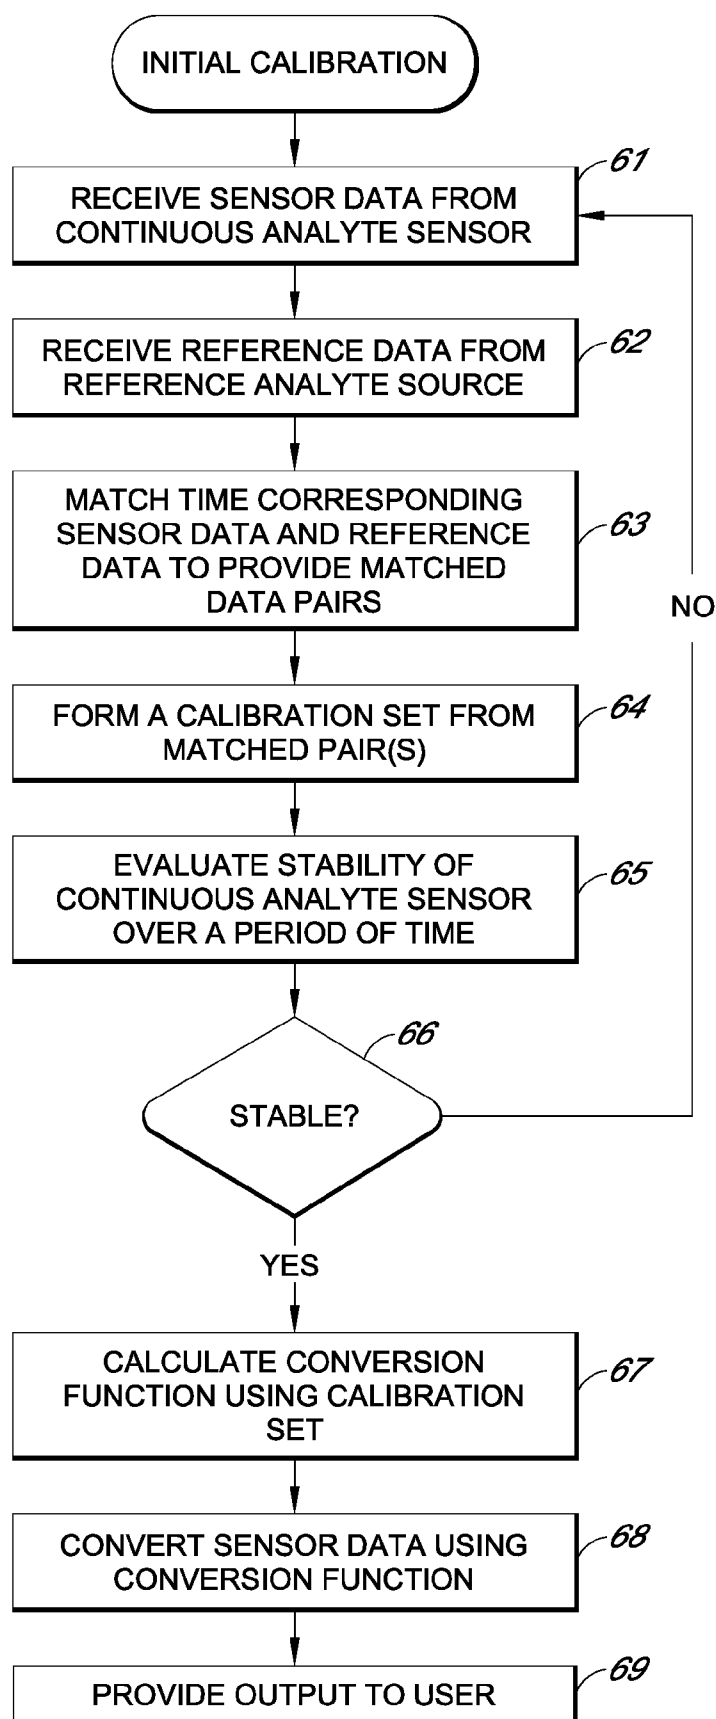 INITIAL CALIBRATION
61
RECEIVE SENSOR DATA FROM
CONTINUOUS ANALYTE SENSOR
62
RECEIVE REFERENCE DATA FROM
REFERENCE ANALYTE SOURCE
63
MATCH TIME CORRESPONDING
SENSOR DATA AND REFERENCE
DATA TO PROVIDE MATCHED
DATA PAIRS
NO
64
FORM A CALIBRATION SET FROM
MATCHED PAIR(S)
65
EVALUATE STABILITY OF
CONTINUOUS ANALYTE SENSOR
OVER A PERIOD OF TIME
66
STABLE?
YES
67
CALCULATE CONVERSION
FUNCTION USING CALIBRATION
SET
68
CONVERT SENSOR DATA USING
CONVERSION FUNCTION
69
PROVIDE OUTPUT TO USER